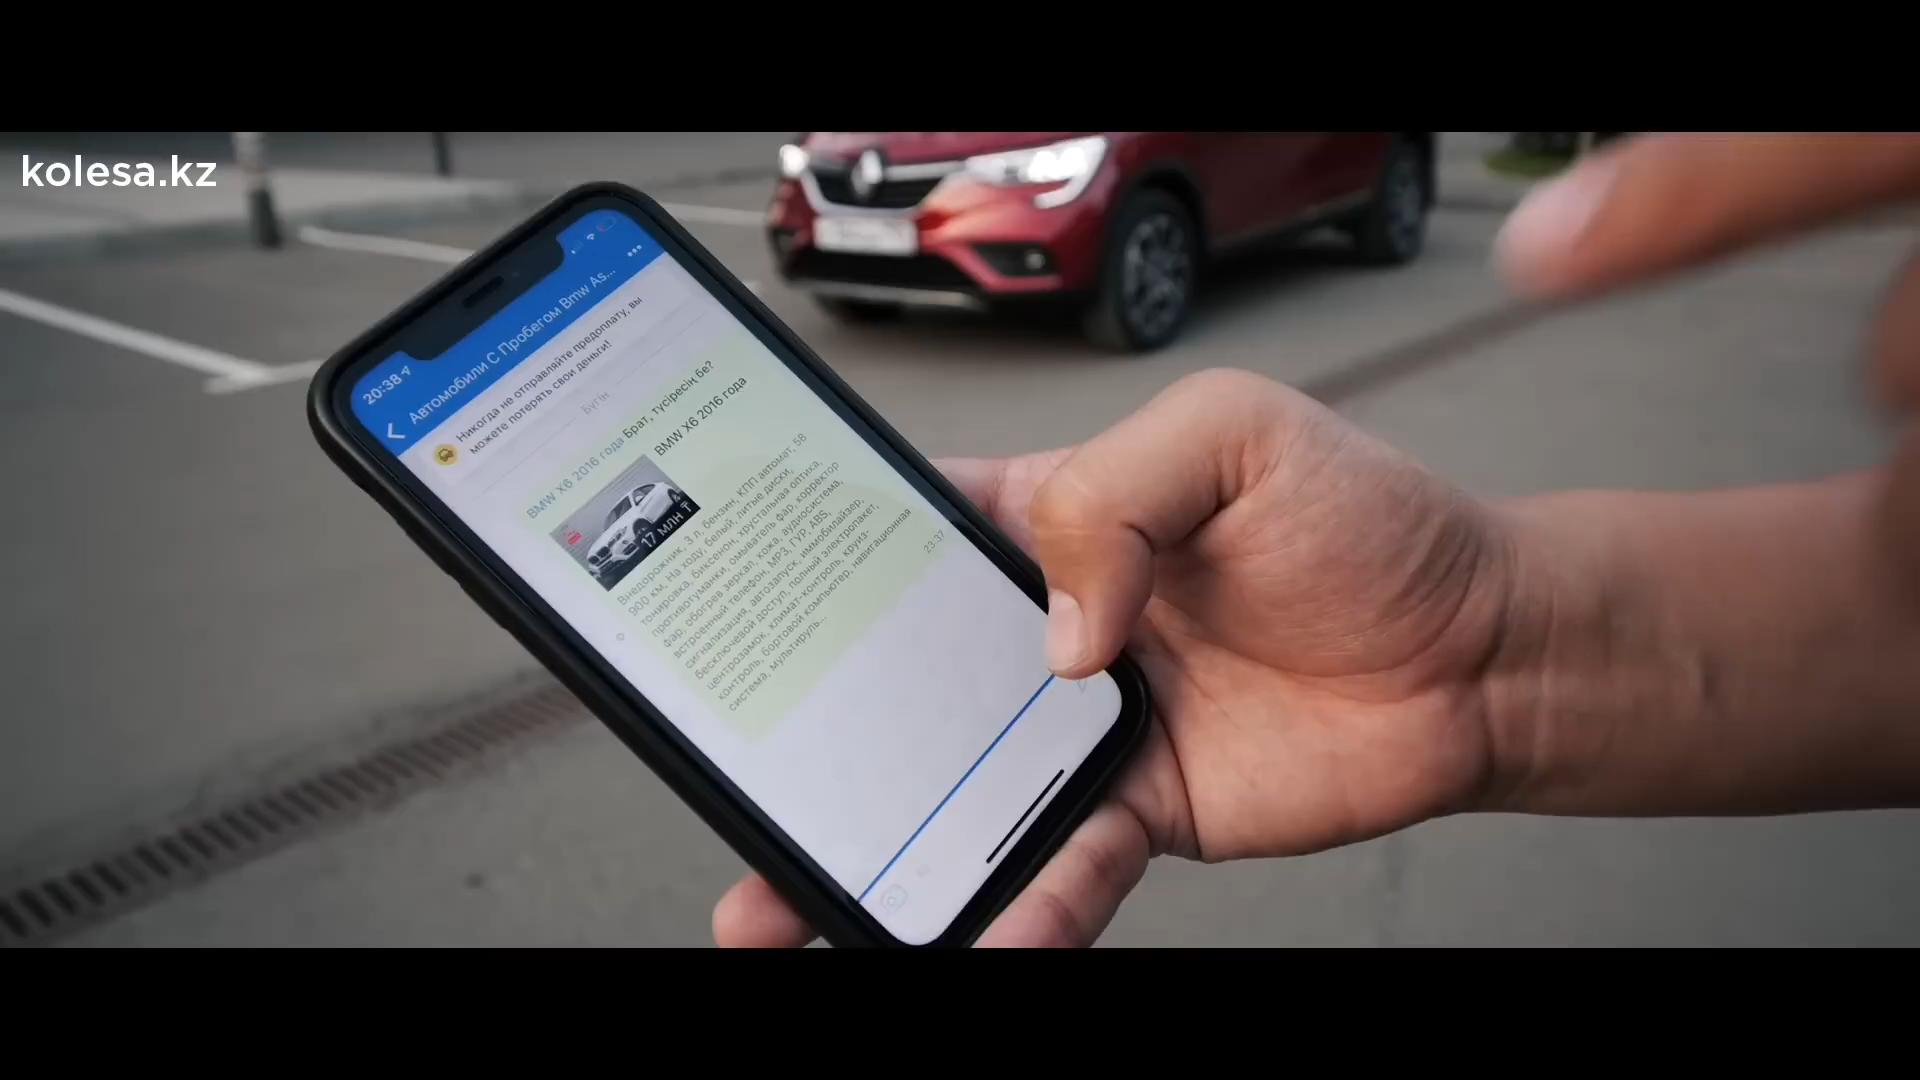 kolesa.kz
20:38
Автомобили С Пробегом Bmw As...
Никогда не отправляйте предоплату, вы
можете потерять свои деньги!
Бүгін
BMW X6 2016 года Брат, түсіресің бе?
BMW X6 2016 года
17 млн ₸
Внедорожник, 3 л, бензин, КПП автомат, 58
900 км, На ходу, белый, литые диски,
тонировка, биксенон, хрустальная оптика,
противотуманки, омыватель фар, корректор
фар, обогрев зеркал, кожа, аудиосистема,
встроенный телефон, MP3, ГУР, ABS,
сигнализация, автозапуск, иммобилайзер,
бесключевой доступ, полный электропакет,
центрозамок, климат-контроль, круиз-
контроль, бортовой компьютер, навигационная
система, мультируль...
23:37